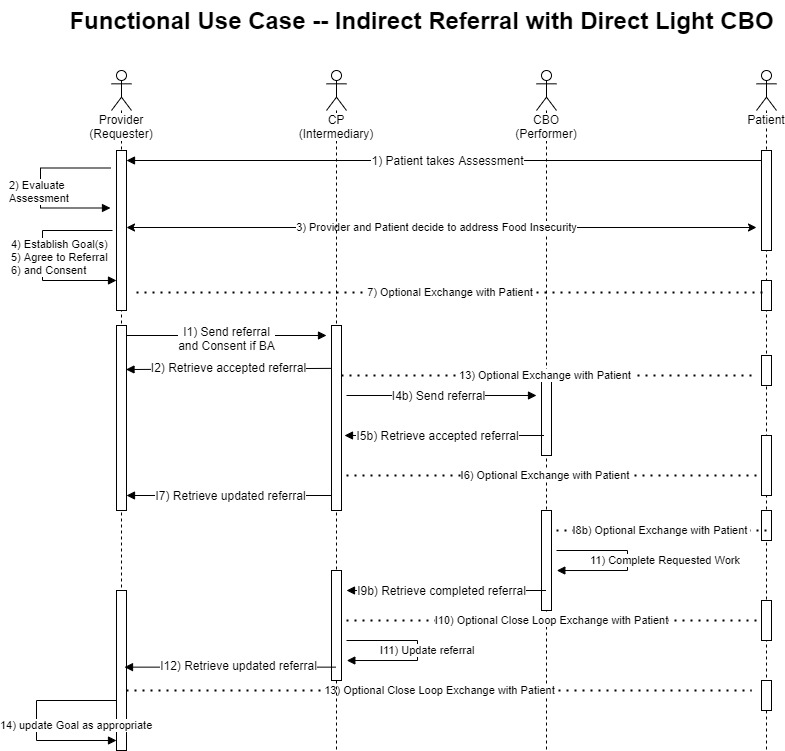 Functional Use Case -- Indirect Referral with Direct Light CBO
Provider
(Requester)
CP
(Intermediary)
CBO
(Performer)
Patient
1) Patient takes Assessment
2) Evaluate
Assessment
3) Provider and Patient decide to address Food Insecurity
4) Establish Goal(s)
5) Agree to Referral
6) and Consent
7) Optional Exchange with Patient
I1) Send referral
and Consent if BA
I2) Retrieve accepted referral
13) Optional Exchange with Patient
I4b) Send referral
I5b) Retrieve accepted referral
I6) Optional Exchange with Patient
I7) Retrieve updated referral
I8b) Optional Exchange with Patient
11) Complete Requested Work
I9b) Retrieve completed referral
I10) Optional Close Loop Exchange with Patient
I11) Update referral
I12) Retrieve updated referral
13) Optional Close Loop Exchange with Patient
14) update Goal as appropriate